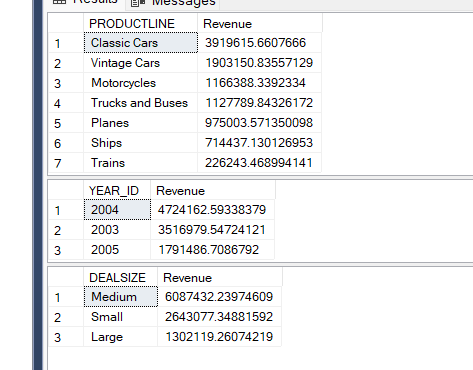 Results Messages
PRODUCTLINE Revenue
1 Classic Cars 3919615.6607666
2 Vintage Cars 1903150.83557129
3 Motorcycles 1166388.3392334
4 Trucks and Buses 1127789.84326172
5 Planes 975003.571350098
6 Ships 714437.130126953
7 Trains 226243.468994141
YEAR_ID Revenue
1 2004 4724162.59338379
2 2003 3516979.54724121
3 2005 1791486.7086792
DEALSIZE Revenue
1 Medium 6087432.23974609
2 Small 2643077.34881592
3 Large 1302119.26074219